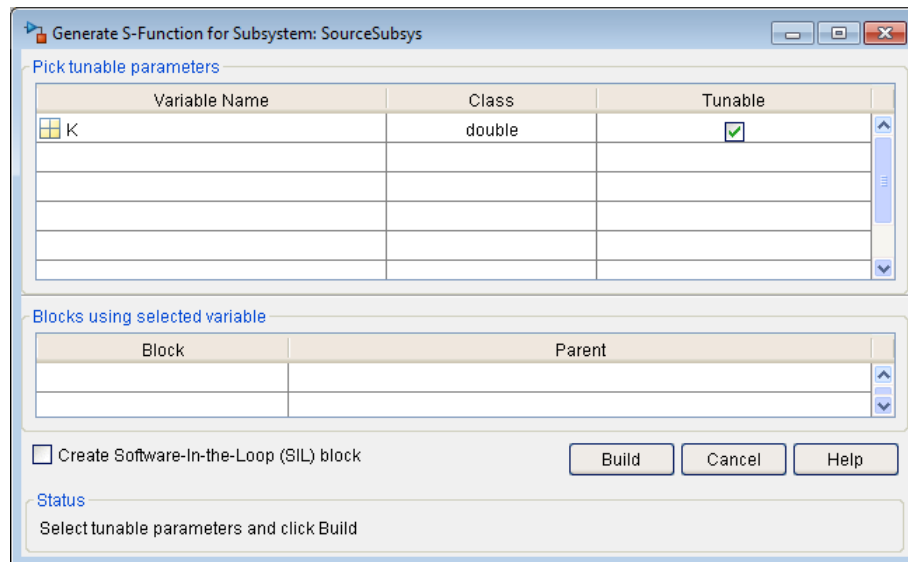 Generate S-Function for Subsystem: SourceSubsys
Pick tunable parameters
Variable Name Class Tunable
K double
Blocks using selected variable
Block Parent
Create Software-In-the-Loop (SIL) block Build Cancel Help
Status
Select tunable parameters and click Build